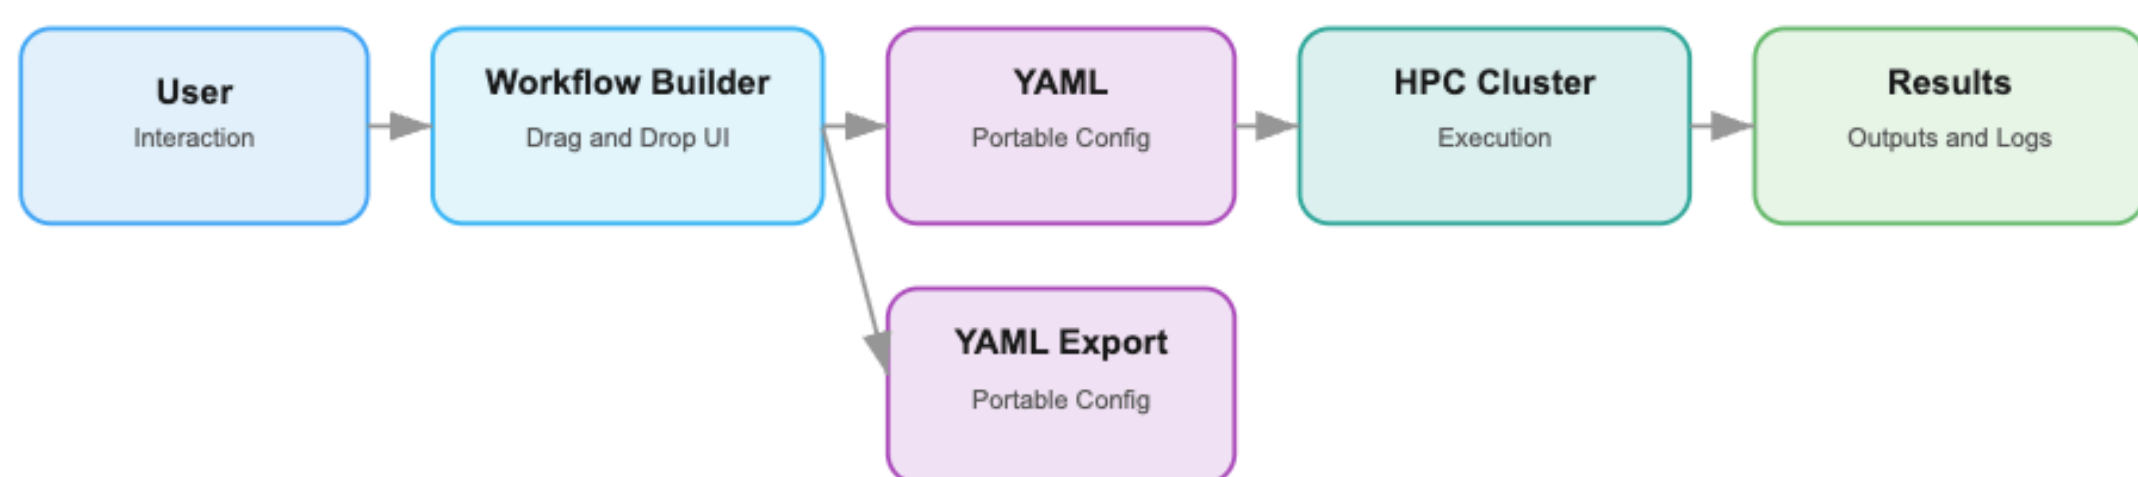 User
Interaction
Workflow Builder
Drag and Drop UI
YAML
Portable Config
HPC Cluster
Execution
Results
Outputs and Logs
YAML Export
Portable Config